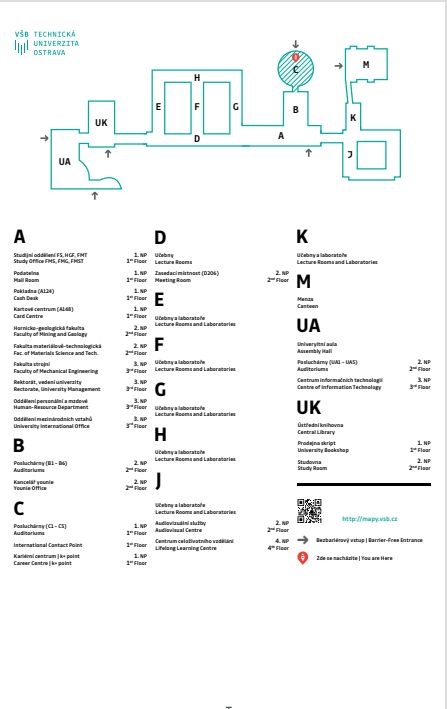 VŠB TECHNICKÁ
UNIVERZITA
OSTRAVA
C
M
H
E
F
G
B
UK
K
A
D
UA
J
A
Studijní oddělení FS, HGF, FMT 1. NP
Study Office FMS, FMG, FMST 1st Floor
Podatelna 1. NP
Mail Room 1st Floor
Pokladna (A124) 1. NP
Cash Desk 1st Floor
Kartové centrum (A148) 1. NP
Card Centre 1st Floor
Hornicko-geologická fakulta 2. NP
Faculty of Mining and Geology 2nd Floor
Fakulta materiálově-technologická 2. NP
Fac. of Materials Science and Tech. 2nd Floor
Fakulta strojní 3. NP
Faculty of Mechanical Engineering 3rd Floor
Rektorát, vedení univerzity 3. NP
Rectorate, University Management 3rd Floor
Oddělení personální a mzdové 3. NP
Human-Resource Department 3rd Floor
Oddělení mezinárodních vztahů 3. NP
University International Office 3rd Floor
B
Posluchárny (B1 – B6) 2. NP
Auditoriums 2nd Floor
Kancelář younie 2. NP
Younie Office 2nd Floor
C
Posluchárny (C1 – C5) 1. NP
Auditoriums 1st Floor
International Contact Point 1st Floor
Kariérní centrum | k+ point 1. NP
Career Centre | k+ point 1st Floor
D
Učebny
Lecture Rooms
Zasedací místnost (D206) 2. NP
Meeting Room 2nd Floor
E
Učebny a laboratoře
Lecture Rooms and Laboratories
F
Učebny a laboratoře
Lecture Rooms and Laboratories
G
Učebny a laboratoře
Lecture Rooms and Laboratories
H
Učebny a laboratoře
Lecture Rooms and Laboratories
J
Učebny a laboratoře
Lecture Rooms and Laboratories
Audiovizuální služby 2. NP
Audiovisual Centre 2nd Floor
Centrum celoživotního vzdělání 4. NP
Lifelong Learning Centre 4th Floor
K
Učebny a laboratoře
Lecture Rooms and Laboratories
M
Menza
Canteen
UA
Univerzitní aula
Assembly Hall
Posluchárny (UA1 – UA5) 2. NP
Auditoriums 2nd Floor
Centrum informačních technologií 3. NP
Centre of Information Technology 3rd Floor
UK
Ústřední knihovna
Central Library
Prodejna skript 1. NP
University Bookshop 1st Floor
Studovna 2. NP
Study Room 2nd Floor
http://mapy.vsb.cz
Bezbariérový vstup | Barrier-Free Entrance
Zde se nacházíte | You are Here